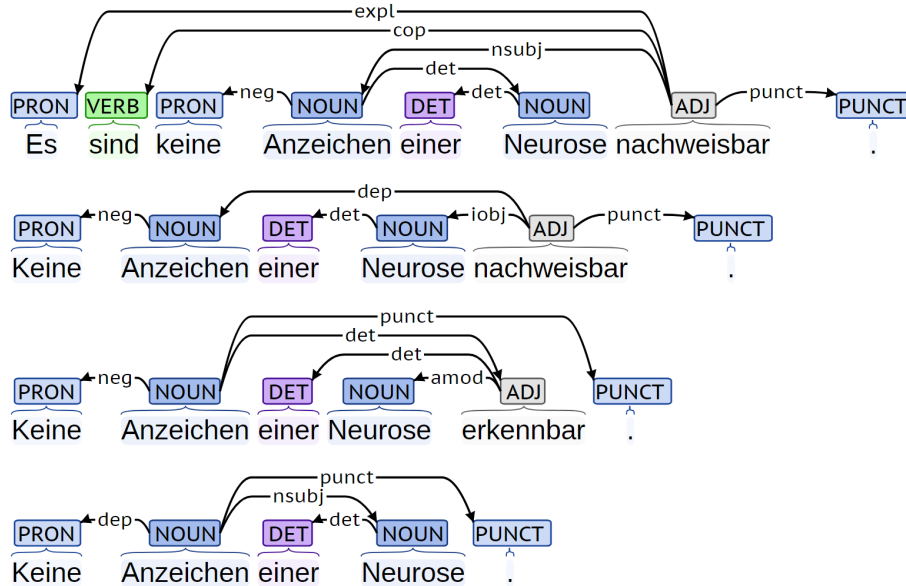 expl
cop
nsubj
det
neg det punct
PRON VERB PRON NOUN DET NOUN ADJ PUNCT
Es sind keine Anzeichen einer Neurose nachweisbar .
dep
neg det iobj punct
PRON NOUN DET NOUN ADJ PUNCT
Keine Anzeichen einer Neurose nachweisbar .
punct
det
det
neg amod
PRON NOUN DET NOUN ADJ PUNCT
Keine Anzeichen einer Neurose erkennbar .
punct
nsubj
dep det
PRON NOUN DET NOUN PUNCT
Keine Anzeichen einer Neurose .